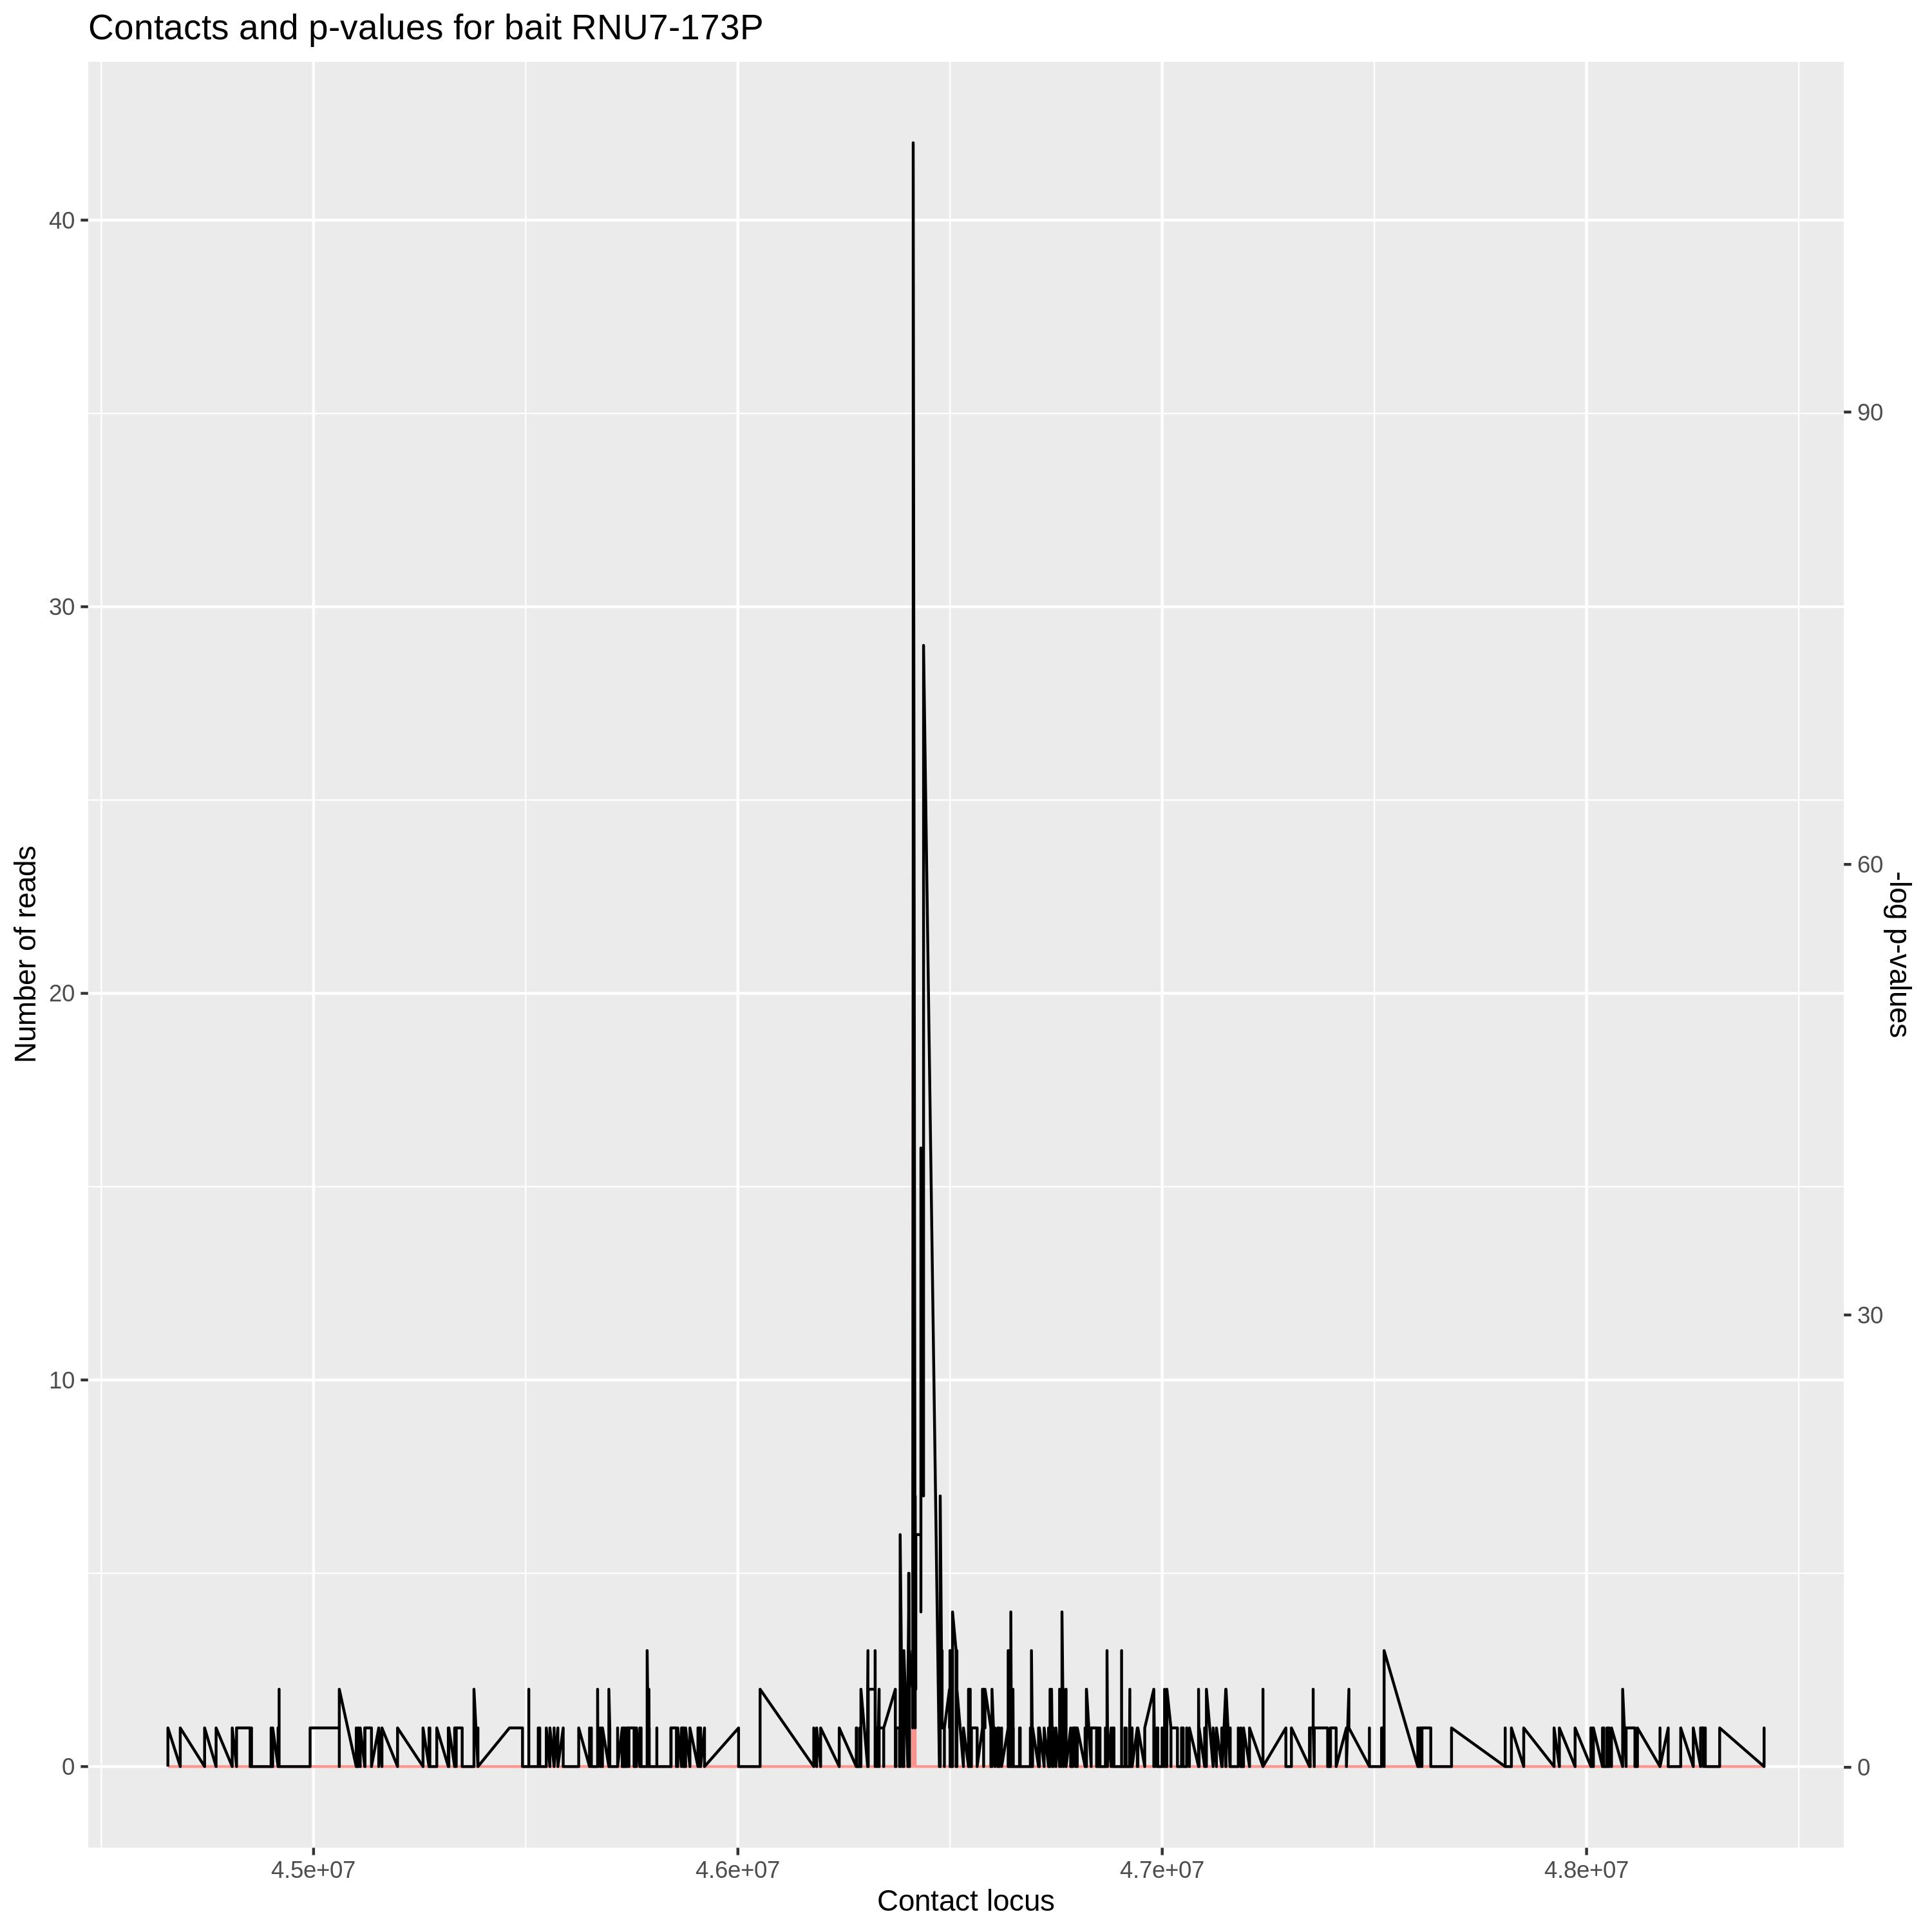 Contacts and p-values for bait RNU7-173P
40
30
20
10
0
Number of reads
90
60
30
0
-log p-values
4.5e+07
4.6e+07
4.7e+07
4.8e+07
Contact locus